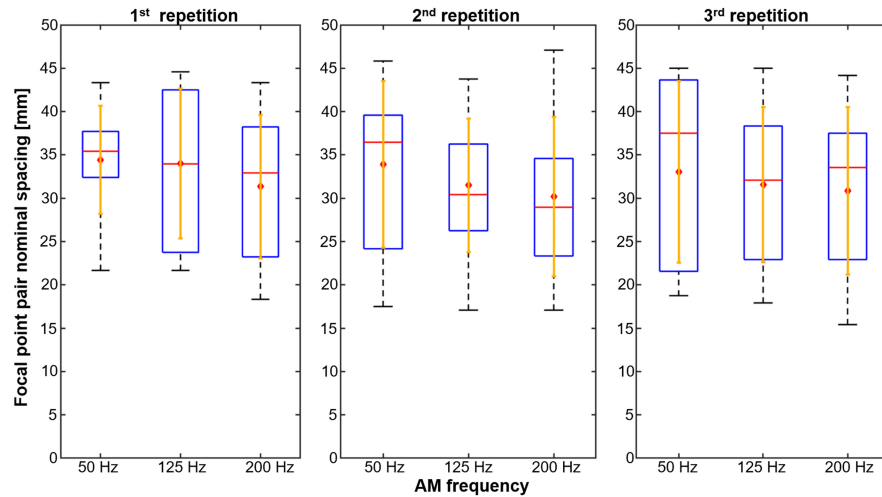 1st repetition
2nd repetition
3rd repetition
Focal point pair nominal spacing [mm]
50
45
40
35
30
25
20
15
10
5
0
50 Hz
125 Hz
200 Hz
50
45
40
35
30
25
20
15
10
5
0
50 Hz
125 Hz
200 Hz
50
45
40
35
30
25
20
15
10
5
0
50 Hz
125 Hz
200 Hz
AM frequency